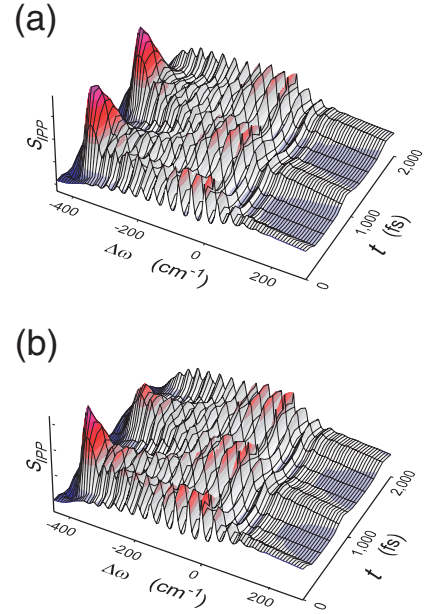 (a)
S_IPP
-400
-200
0
200
Δω (cm⁻¹)
0
1,000
2,000
t (fs)
(b)
S_IPP
-400
-200
0
200
Δω (cm⁻¹)
0
1,000
2,000
t (fs)